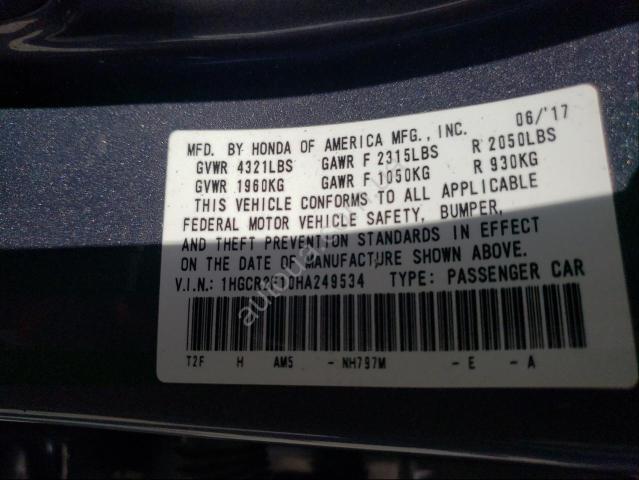 MFD. BY HONDA OF AMERICA MFG., INC. 06/'17
GVWR 4321LBS GAWR F 2315LBS R 2050LBS
GVWR 1960KG GAWR F 1050KG R 930KG
THIS VEHICLE CONFORMS TO ALL APPLICABLE
FEDERAL MOTOR VEHICLE SAFETY, BUMPER,
AND THEFT PREVENTION STANDARDS IN EFFECT
ON THE DATE OF MANUFACTURE SHOWN ABOVE.
V.I.N.: 1HGCR2F10HA249534 TYPE: PASSENGER CAR
T2F H AM5 - NH797M - E - A